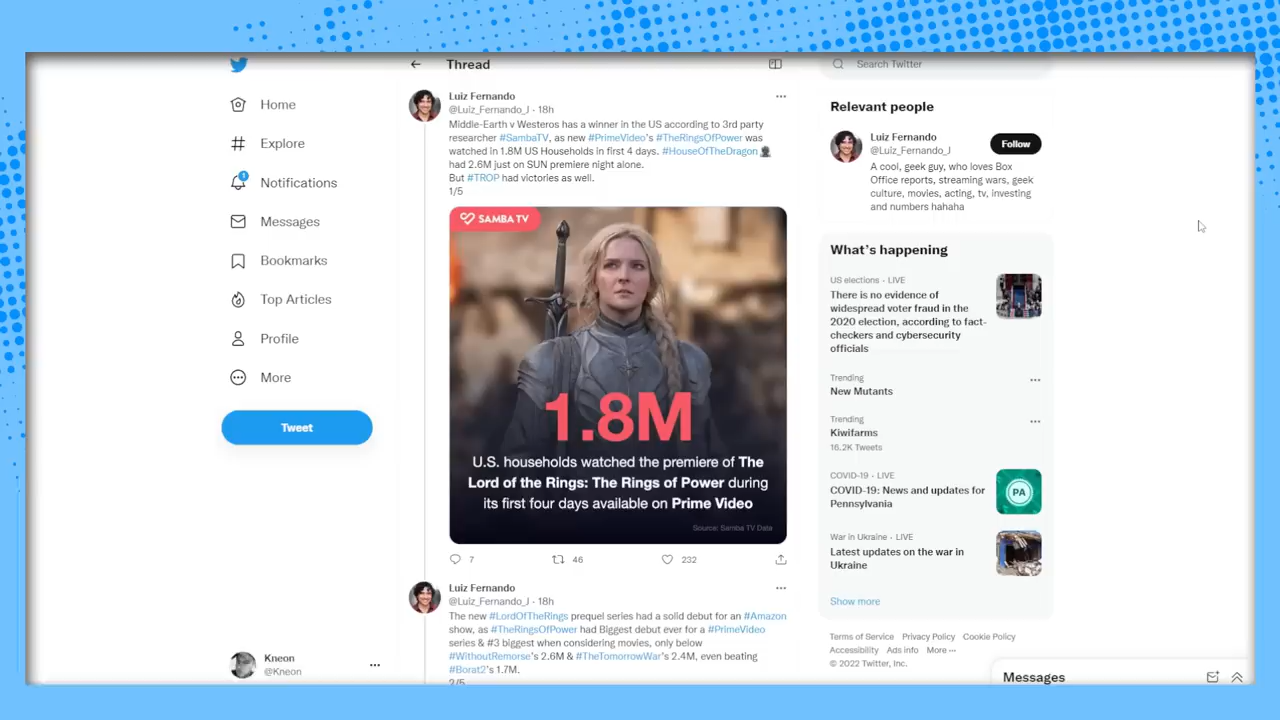 Home
Explore
1
Notifications
Messages
Bookmarks
Top Articles
Profile
More
Tweet
Kneon
@Kneon
Thread
Luiz Fernando
@Luiz_Fernando_J · 18h
Middle-Earth v Westeros has a winner in the US according to 3rd party
researcher #SambaTV, as new #PrimeVideo's #TheRingsOfPower was
watched in 1.8M US Households in first 4 days. #HouseOfTheDragon
had 2.6M just on SUN premiere night alone.
But #TROP had victories as well.
1/5
SAMBA TV
1.8M
U.S. households watched the premiere of The
Lord of the Rings: The Rings of Power during
its first four days available on Prime Video
Source: Samba TV Data
7 46 232
Luiz Fernando
@Luiz_Fernando_J · 18h
The new #LordOfTheRings prequel series had a solid debut for an #Amazon
show, as #TheRingsOfPower had Biggest debut ever for a #PrimeVideo
series & #3 biggest when considering movies, only below
#WithoutRemorse's 2.6M & #TheTomorrowWar's 2.4M, even beating
#Borat2's 1.7M.
2/5
Search Twitter
Relevant people
Luiz Fernando
@Luiz_Fernando_J
Follow
A cool, geek guy, who loves Box
Office reports, streaming wars, geek
culture, movies, acting, tv, investing
and numbers hahaha
What's happening
US elections · LIVE
There is no evidence of
widespread voter fraud in the
2020 election, according to fact-
checkers and cybersecurity
officials
Trending
New Mutants
Trending
Kiwifarms
16.2K Tweets
COVID-19 · LIVE
COVID-19: News and updates for
Pennsylvania
PA
War in Ukraine · LIVE
Latest updates on the war in
Ukraine
Show more
Terms of Service Privacy Policy Cookie Policy
Accessibility Ads info More ···
© 2022 Twitter, Inc.
Messages